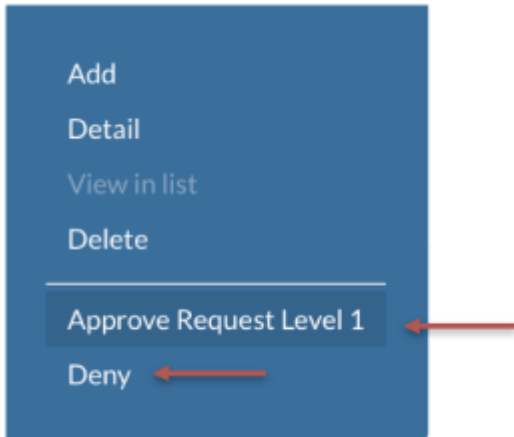 Add
Detail
View in list
Delete
Approve Request Level 1
Deny